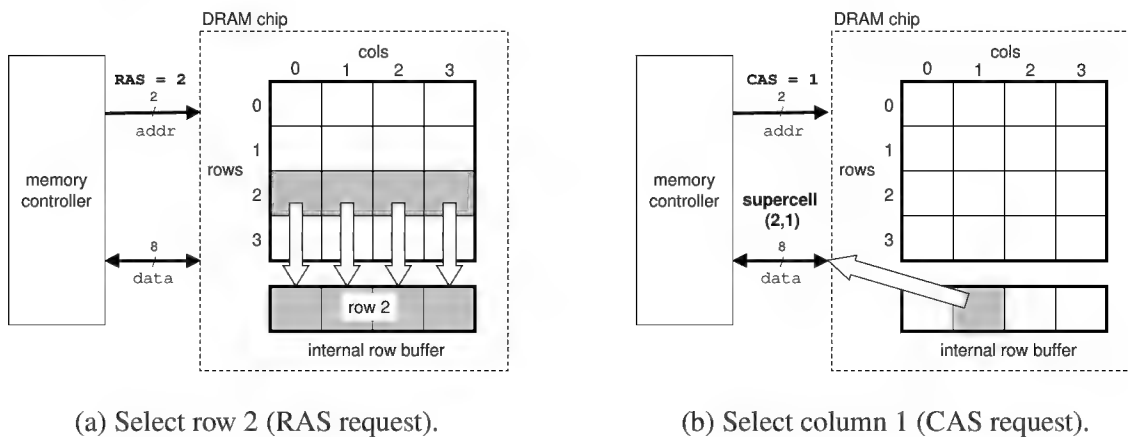 DRAM chip
cols
0 1 2 3
RAS = 2
2
addr
0
1
rows
2
3
memory
controller
8
data
row 2
internal row buffer
(a) Select row 2 (RAS request).
DRAM chip
cols
0 1 2 3
CAS = 1
2
addr
0
1
rows
2
3
memory
controller
supercell
(2,1)
8
data
internal row buffer
(b) Select column 1 (CAS request).